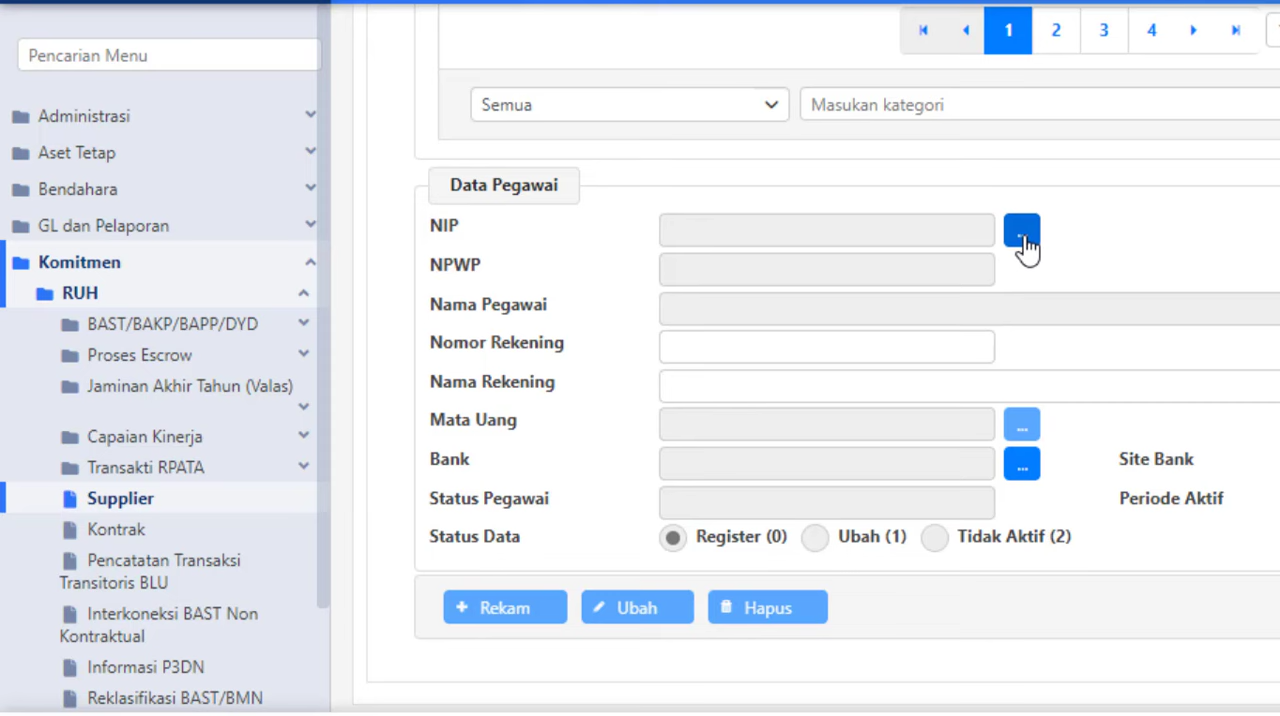 Pencarian Menu
Administrasi
Aset Tetap
Bendahara
GL dan Pelaporan
Komitmen
RUH
BAST/BAKP/BAPP/DYD
Proses Escrow
Jaminan Akhir Tahun (Valas)
Capaian Kinerja
Transakti RPATA
Supplier
Kontrak
Pencatatan Transaksi
Transitoris BLU
Interkoneksi BAST Non
Kontraktual
Informasi P3DN
Reklasifikasi BAST/BMN
1 2 3 4
Semua
Masukan kategori
Data Pegawai
NIP ...
NPWP
Nama Pegawai
Nomor Rekening
Nama Rekening
Mata Uang ...
Bank ... Site Bank
Status Pegawai Periode Aktif
Status Data Register (0) Ubah (1) Tidak Aktif (2)
Rekam Ubah Hapus